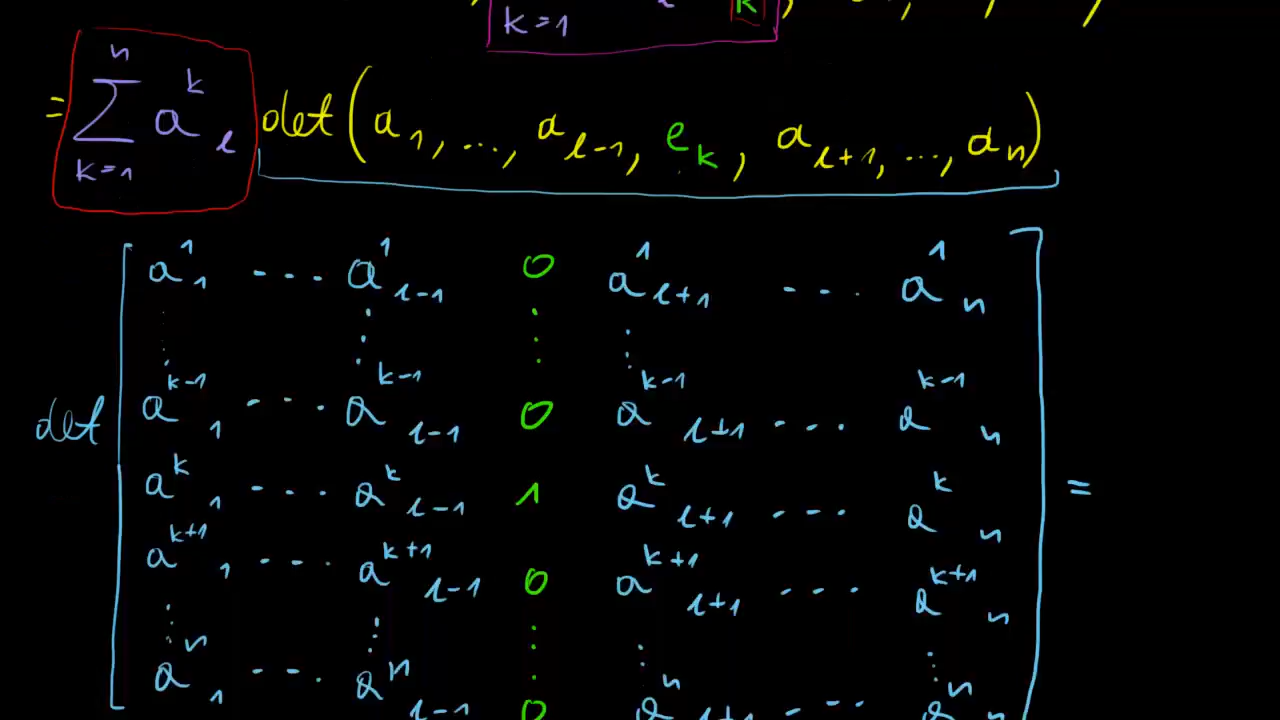 k=1 k
= ∑_{k=1}^{n} a^k_l det(a_1, ..., a_{l-1}, e_k, a_{l+1}, ..., a_n)
a^1_1 --- a^1_{l-1} 0 a^1_{l+1} --- a^1_n
⋮ ⋮ ⋮ ⋮
a^{k-1}_1 --- a^{k-1}_{l-1} 0 a^{k-1}_{l+1} --- a^{k-1}_n
det a^k_1 --- a^k_{l-1} 1 a^k_{l+1} --- a^k_n =
a^{k+1}_1 --- a^{k+1}_{l-1} 0 a^{k+1}_{l+1} --- a^{k+1}_n
⋮ ⋮ ⋮ ⋮ ⋮
a^n_1 --- a^n_{l-1} 0 a^n_{l+1} --- a^n_n